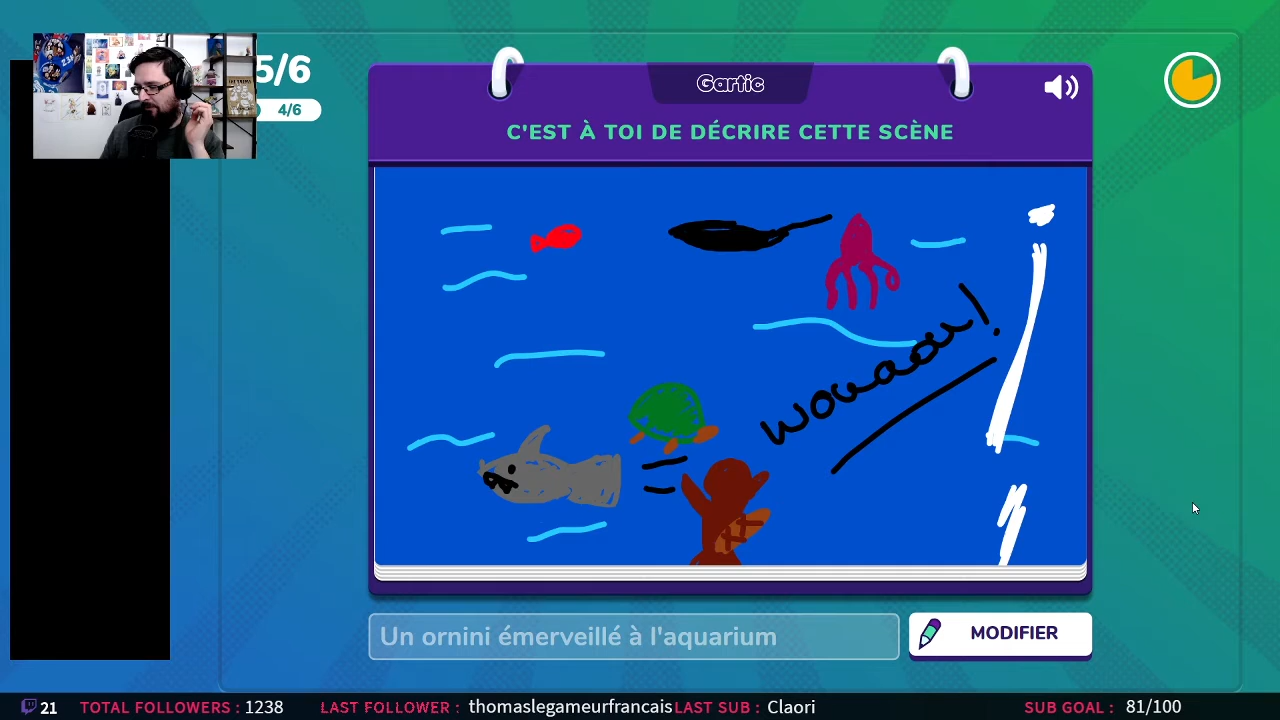 5/6
4/6
Gartic
C'EST À TOI DE DÉCRIRE CETTE SCÈNE
Wouaaou!
Un ornini émerveillé à l'aquarium
MODIFIER
21 TOTAL FOLLOWERS : 1238 LAST FOLLOWER : thomaslegameurfrancais LAST SUB : Claori SUB GOAL : 81/100